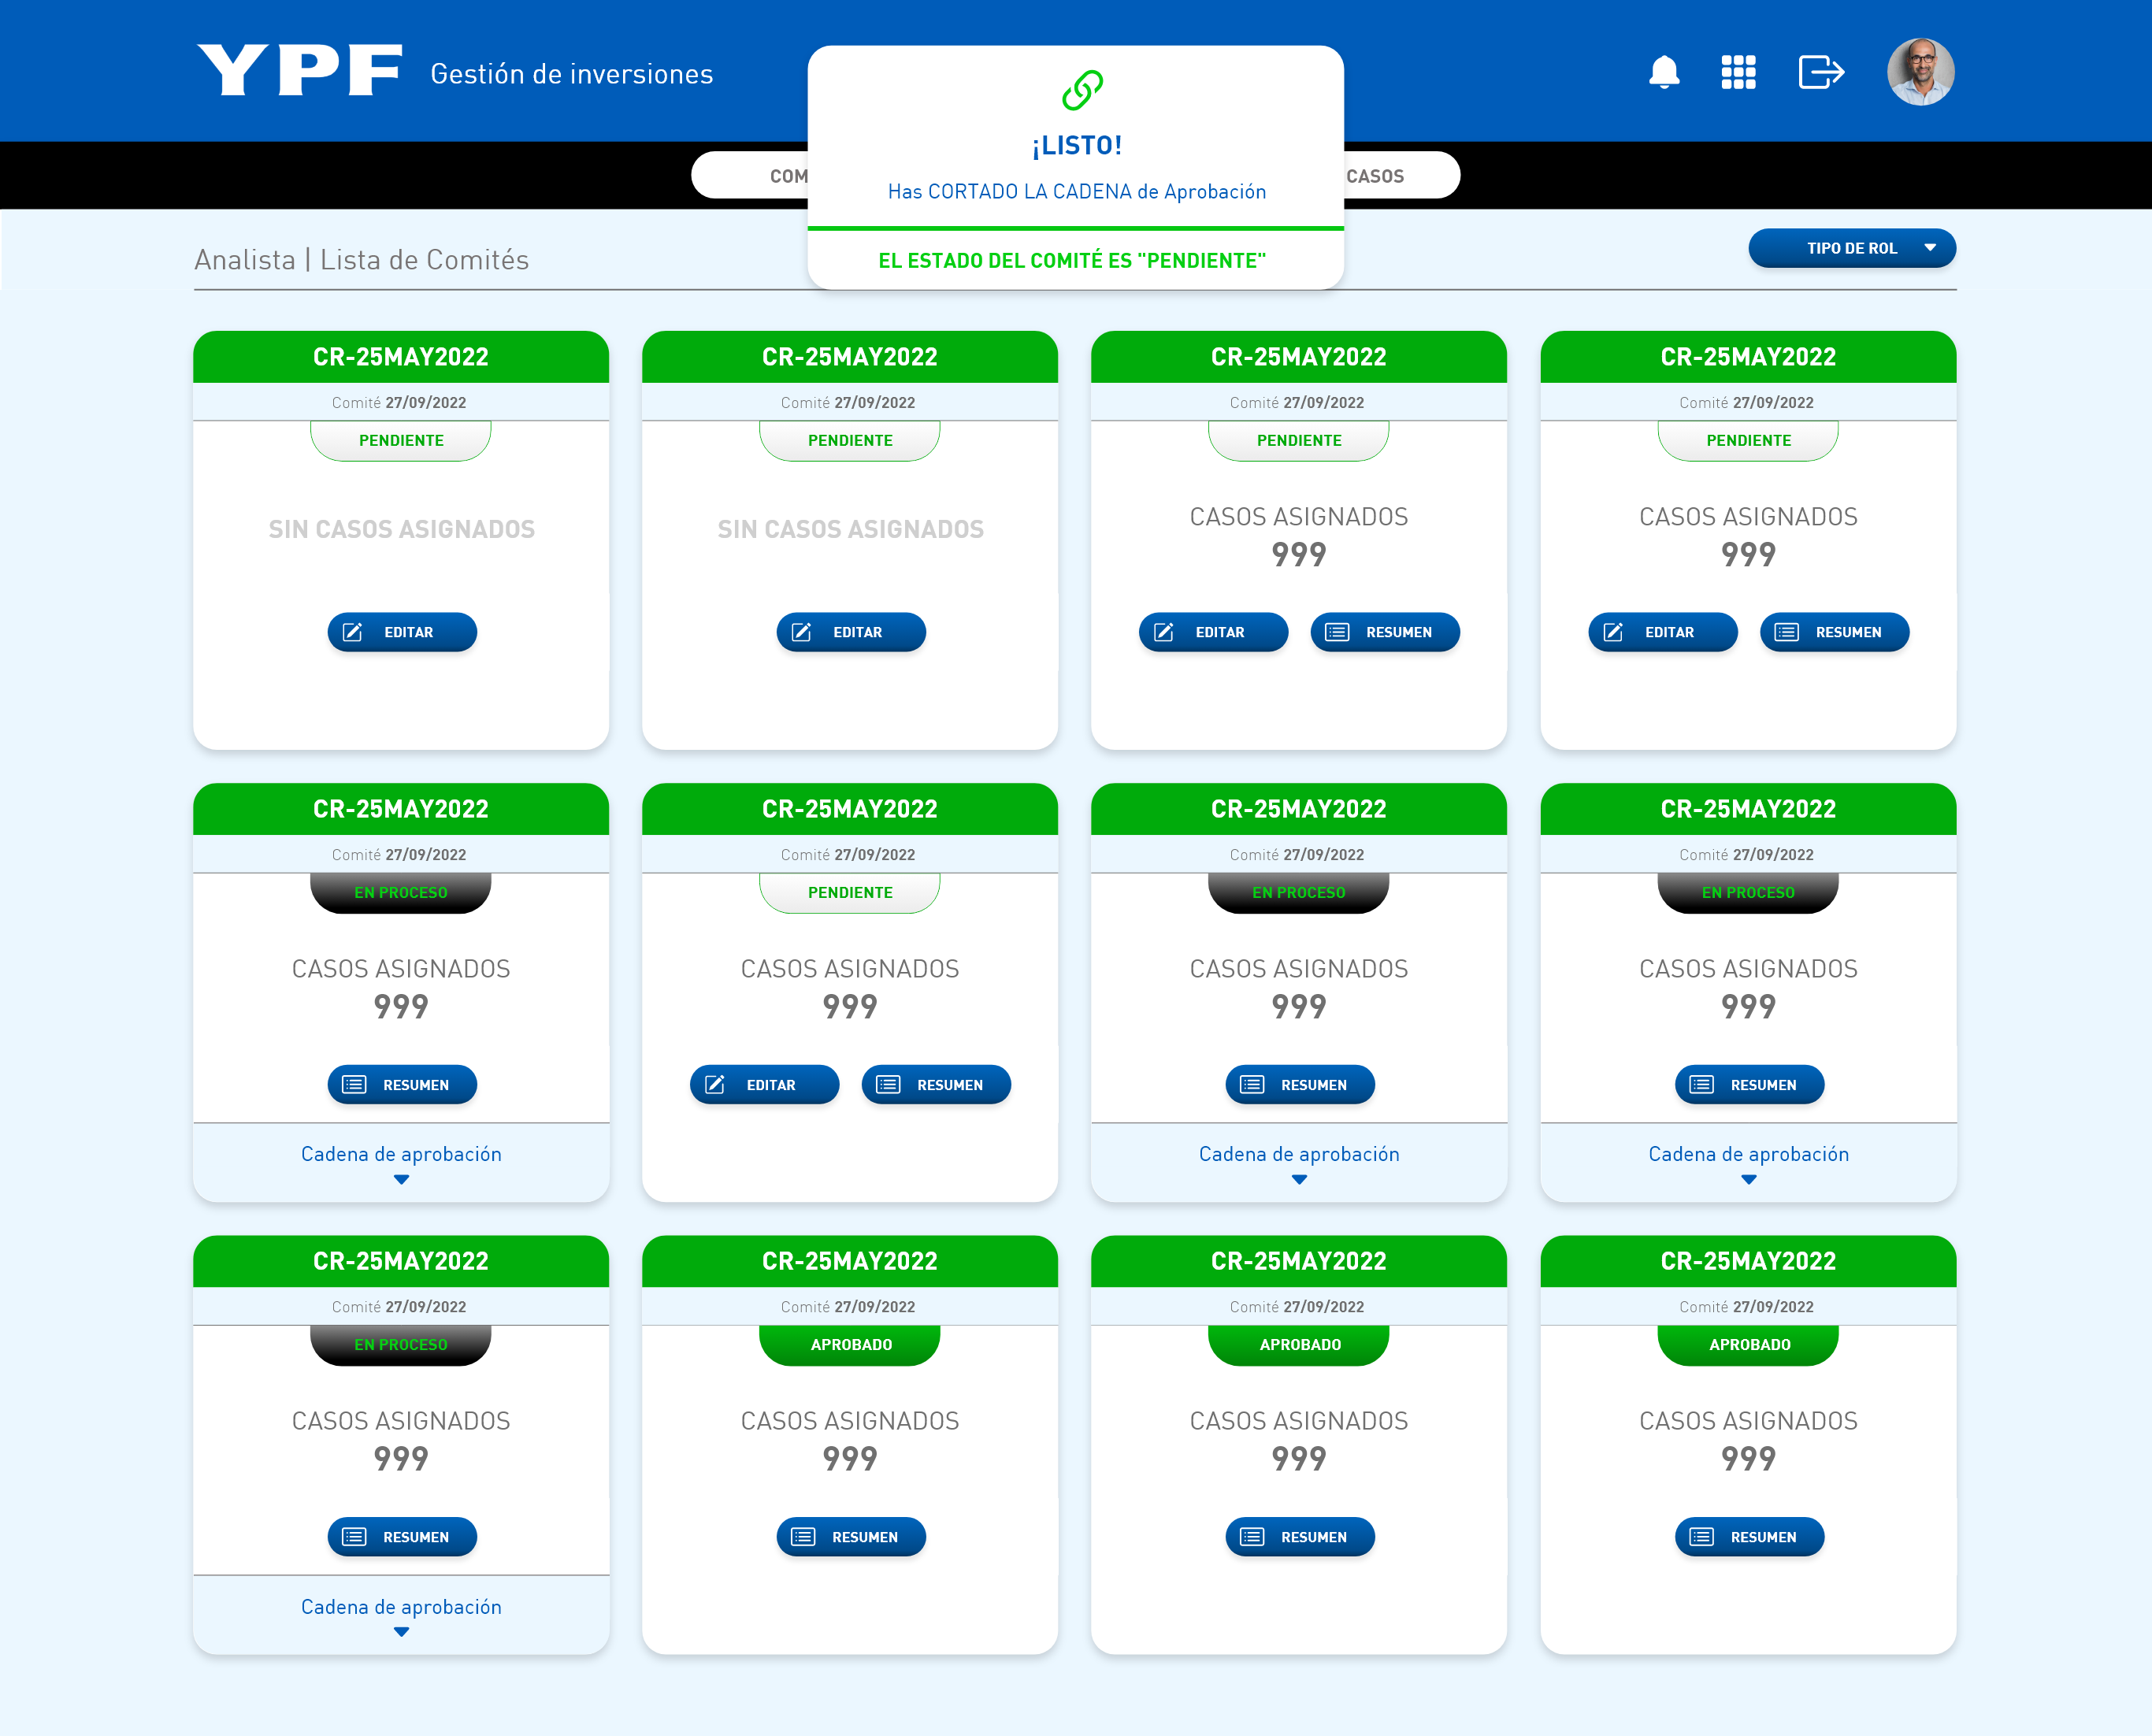 YPF Gestión de inversiones
¡LISTO!
Has CORTADO LA CADENA de Aprobación
EL ESTADO DEL COMITÉ ES "PENDIENTE"
COM CASOS
Analista | Lista de Comités
TIPO DE ROL
CR-25MAY2022 CR-25MAY2022 CR-25MAY2022 CR-25MAY2022
Comité 27/09/2022 Comité 27/09/2022 Comité 27/09/2022 Comité 27/09/2022
PENDIENTE PENDIENTE PENDIENTE PENDIENTE
SIN CASOS ASIGNADOS SIN CASOS ASIGNADOS CASOS ASIGNADOS CASOS ASIGNADOS
999 999
EDITAR EDITAR EDITAR RESUMEN EDITAR RESUMEN
CR-25MAY2022 CR-25MAY2022 CR-25MAY2022 CR-25MAY2022
Comité 27/09/2022 Comité 27/09/2022 Comité 27/09/2022 Comité 27/09/2022
EN PROCESO PENDIENTE EN PROCESO EN PROCESO
CASOS ASIGNADOS CASOS ASIGNADOS CASOS ASIGNADOS CASOS ASIGNADOS
999 999 999 999
RESUMEN EDITAR RESUMEN RESUMEN RESUMEN
Cadena de aprobación Cadena de aprobación Cadena de aprobación
CR-25MAY2022 CR-25MAY2022 CR-25MAY2022 CR-25MAY2022
Comité 27/09/2022 Comité 27/09/2022 Comité 27/09/2022 Comité 27/09/2022
EN PROCESO APROBADO APROBADO APROBADO
CASOS ASIGNADOS CASOS ASIGNADOS CASOS ASIGNADOS CASOS ASIGNADOS
999 999 999 999
RESUMEN RESUMEN RESUMEN RESUMEN
Cadena de aprobación